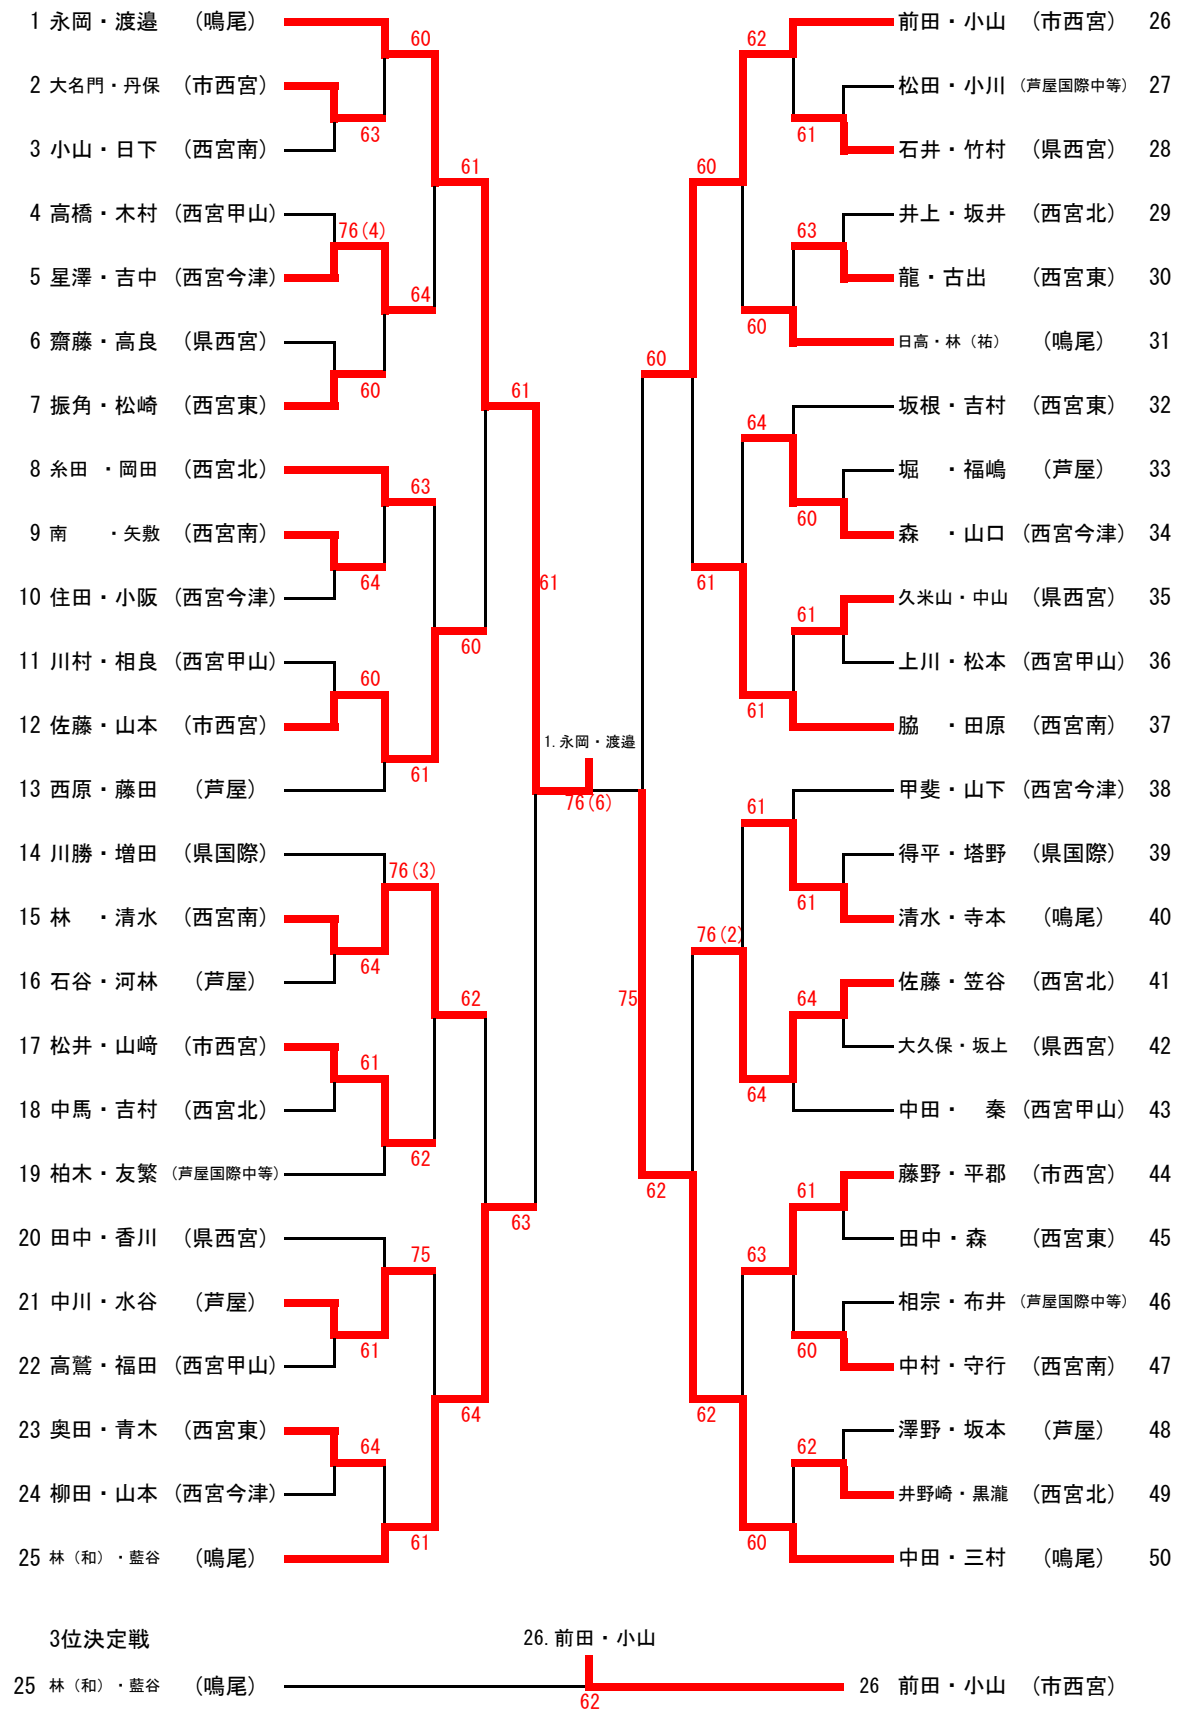 1 永岡・渡邉 （鳴尾）
2 大名門・丹保 （市西宮）
3 小山・日下 （西宮南）
4 高橋・木村 （西宮甲山）
5 星澤・吉中 （西宮今津）
6 齋藤・高良 （県西宮）
7 振角・松崎 （西宮東）
8 糸田 ・岡田 （西宮北）
9 南 ・矢敷 （西宮南）
10 住田・小阪 （西宮今津）
11 川村・相良 （西宮甲山）
12 佐藤・山本 （市西宮）
13 西原・藤田 （芦屋）
14 川勝・増田 （県国際）
15 林 ・清水 （西宮南）
16 石谷・河林 （芦屋）
17 松井・山﨑 （市西宮）
18 中馬・吉村 （西宮北）
19 柏木・友繁 （芦屋国際中等）
20 田中・香川 （県西宮）
21 中川・水谷 （芦屋）
22 高鷲・福田 （西宮甲山）
23 奥田・青木 （西宮東）
24 柳田・山本 （西宮今津）
25 林（和）・藍谷 （鳴尾）
63
76(4)
60
64
60
64
61
64
61
61
64
60
64
63
61
76(3)
62
75
61
61
60
62
64
61
63
61
1.永岡・渡邉
76(6)
60
75
60
61
76(2)
62
62
60
64
61
61
64
63
60
61
63
60
61
61
64
61
60
62
前田・小山 （市西宮） 26
松田・小川 （芦屋国際中等） 27
石井・竹村 （県西宮） 28
井上・坂井 （西宮北） 29
龍・古出 （西宮東） 30
日高・林（祐） （鳴尾） 31
坂根・吉村 （西宮東） 32
堀 ・福嶋 （芦屋） 33
森 ・山口 （西宮今津） 34
久米山・中山 （県西宮） 35
上川・松本 （西宮甲山） 36
脇 ・田原 （西宮南） 37
甲斐・山下 （西宮今津） 38
得平・塔野 （県国際） 39
清水・寺本 （鳴尾） 40
佐藤・笠谷 （西宮北） 41
大久保・坂上 （県西宮） 42
中田・ 秦 （西宮甲山） 43
藤野・平郡 （市西宮） 44
田中・森 （西宮東） 45
相宗・布井 （芦屋国際中等） 46
中村・守行 （西宮南） 47
澤野・坂本 （芦屋） 48
井野崎・黒瀧 （西宮北） 49
中田・三村 （鳴尾） 50
3位決定戦
26.前田・小山
25 林（和）・藍谷 （鳴尾）
26 前田・小山 （市西宮）
62